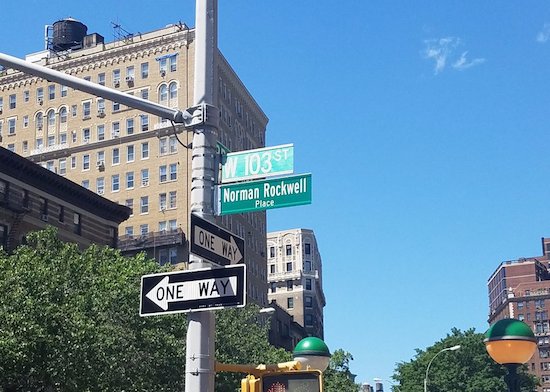 W 103 ST
Norman Rockwell
Place
ONE WAY
ONE WAY